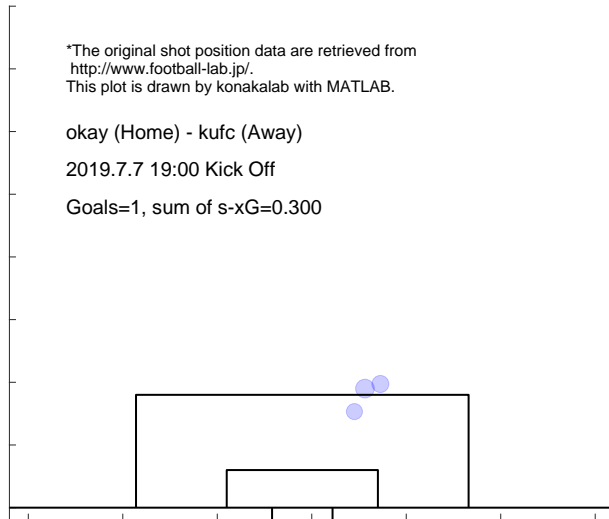 *The original shot position data are retrieved from
http://www.football-lab.jp/.
This plot is drawn by konakalab with MATLAB.
okay (Home) - kufc (Away)
2019.7.7 19:00 Kick Off
Goals=1, sum of s-xG=0.300